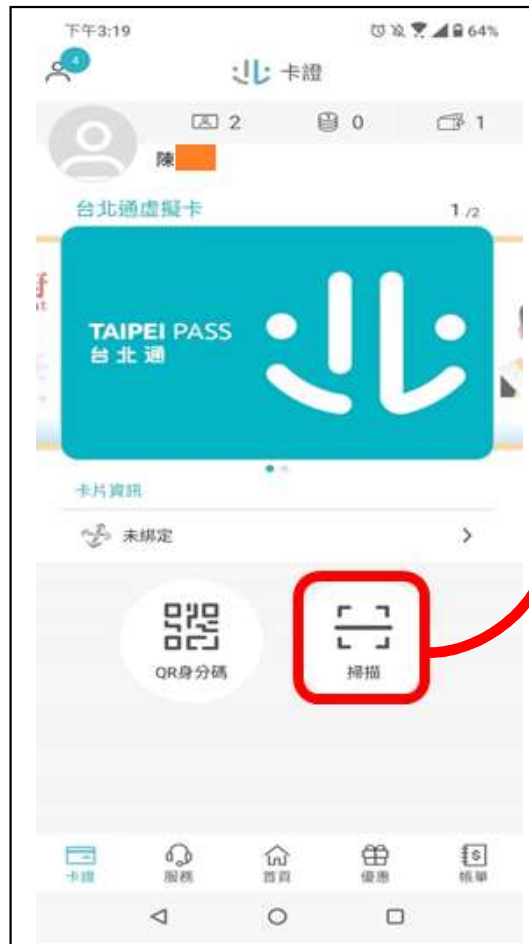 下午3:19
64%
4
卡證
2
0
1
陳
台北通虛擬卡
1 /2
TAIPEI PASS
台北通
卡片資訊
未綁定
QR身分碼
掃描
卡證
服務
首頁
優惠
帳單